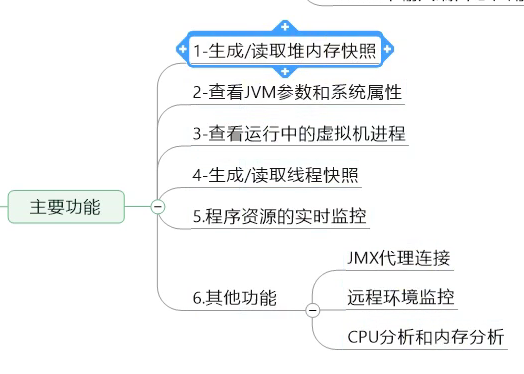 1-生成/读取堆内存快照
2-查看JVM参数和系统属性
3-查看运行中的虚拟机进程
4-生成/读取线程快照
主要功能
5.程序资源的实时监控
JMX代理连接
6.其他功能
远程环境监控
CPU分析和内存分析